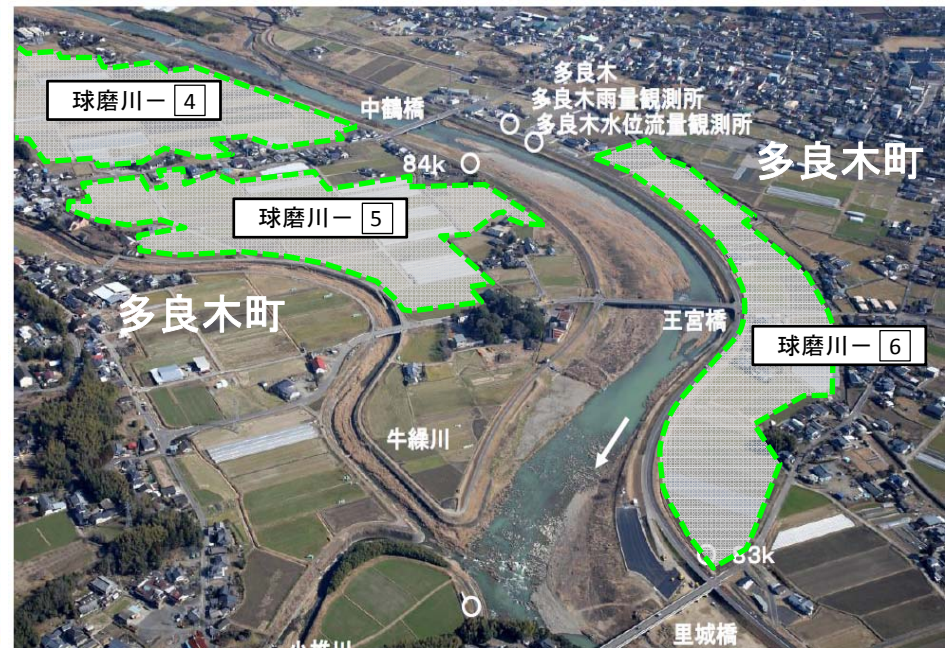 球磨川ー 4
中鶴橋
多良木
多良木雨量観測所
多良木水位流量観測所
84k
多良木町
球磨川ー 5
多良木町
王宮橋
球磨川ー 6
牛繰川
83k
里城橋
小椎川